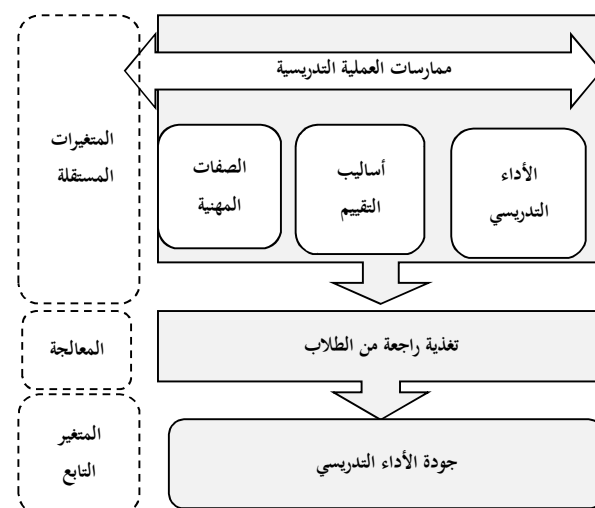 ممارسات العملية التدريسية
المتغيرات
المستقلة
الأداء
التدريسي
أساليب
التقييم
الصفات
المهنية
المعالجة
تغذية راجعة من الطلاب
المتغير
التابع
جودة الأداء التدريسي